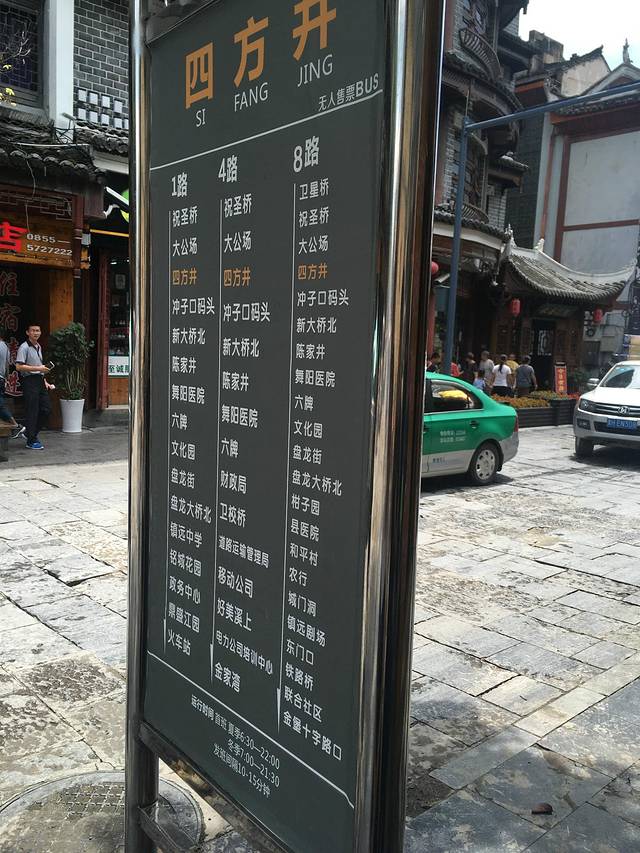 四方井
SI FANG JING
无人售票BUS
1路
祝圣桥
大公场
四方井
冲子口码头
新大桥北
陈家井
舞阳医院
六牌
文化园
盘龙街
盘龙大桥北
镇远中学
铭城花园
政务中心
鼎盛江园
火车站
4路
祝圣桥
大公场
四方井
冲子口码头
新大桥北
陈家井
舞阳医院
六牌
财政局
卫校桥
道路运输管理局
移动公司
好美溪上
电力公司培训中心
金家湾
8路
卫星桥
祝圣桥
大公场
四方井
冲子口码头
新大桥北
陈家井
舞阳医院
六牌
文化园
盘龙街
盘龙大桥北
柑子园
县医院
和平村
农行
城门洞
镇远剧场
东门口
铁路桥
联合社区
金堡十字路口
运行时间 首班 夏季6:30—22:00
冬季7:00—21:30
发班间隔10-15分钟
0855—
5727222
住宿
至诚